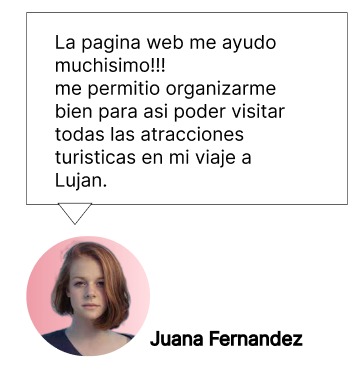 La pagina web me ayudo
muchisimo!!!
me permitio organizarme
bien para asi poder visitar
todas las atracciones
turisticas en mi viaje a
Lujan.
Juana Fernandez